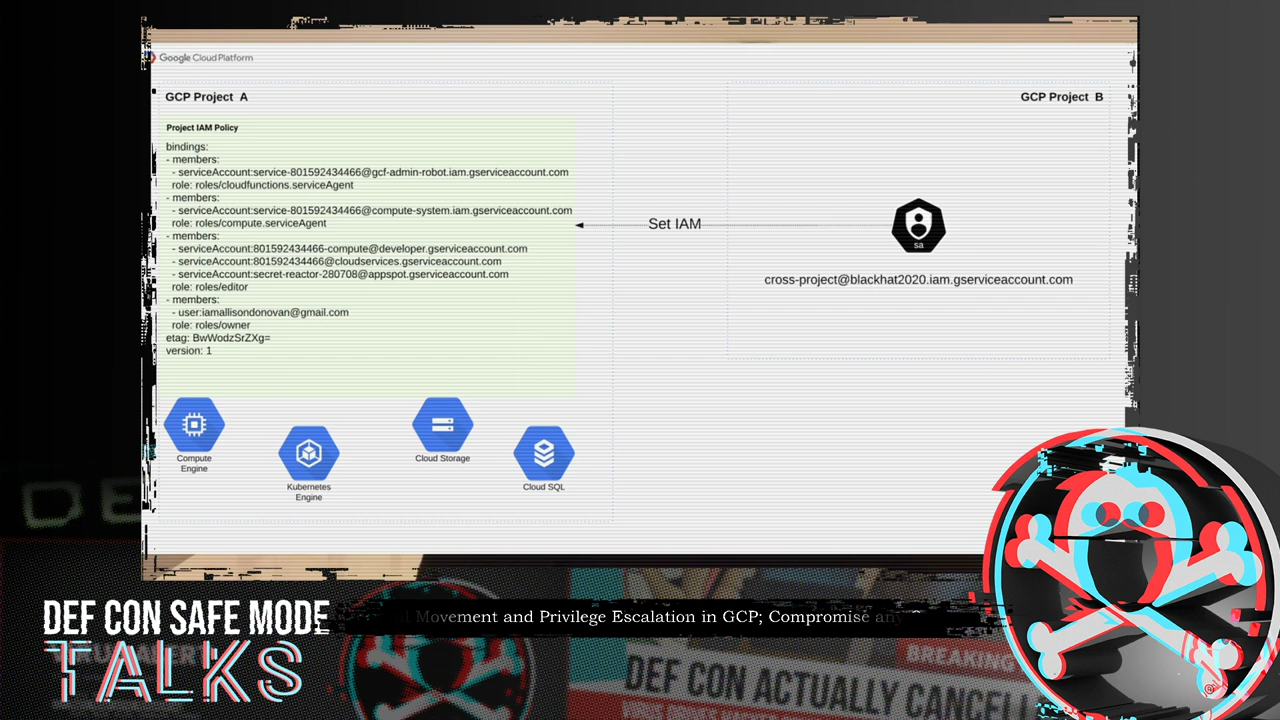 Google Cloud Platform
GCP Project A
Project IAM Policy
bindings:
- members:
- serviceAccount:service-801592434466@gcf-admin-robot.iam.gserviceaccount.com
role: roles/cloudfunctions.serviceAgent
- members:
- serviceAccount:service-801592434466@compute-system.iam.gserviceaccount.com
role: roles/compute.serviceAgent
- members:
- serviceAccount:801592434466-compute@developer.gserviceaccount.com
- serviceAccount:801592434466@cloudservices.gserviceaccount.com
- serviceAccount:secret-reactor-280708@appspot.gserviceaccount.com
role: roles/editor
- members:
- user:iamallisondonovan@gmail.com
role: roles/owner
etag: BwWodzSrZXg=
version: 1
Compute
Engine
Kubernetes
Engine
Cloud Storage
Cloud SQL
Set IAM
GCP Project B
sa
cross-project@blackhat2020.iam.gserviceaccount.com
DEF CON SAFE MODE
TALKS
Movement and Privilege Escalation in GCP; Compromise any
BREAKING
DEF CON ACTUALLY CANCELL